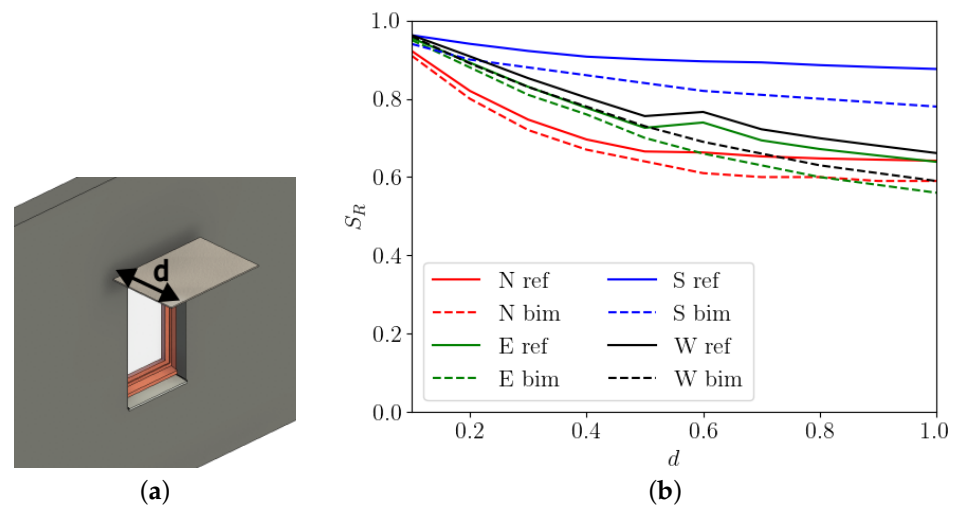 d
(a)
1.0
0.8
0.6
0.4
0.2
0.0
S_R
0.2 0.4 0.6 0.8 1.0
d
N ref
N bim
E ref
E bim
S ref
S bim
W ref
W bim
(b)